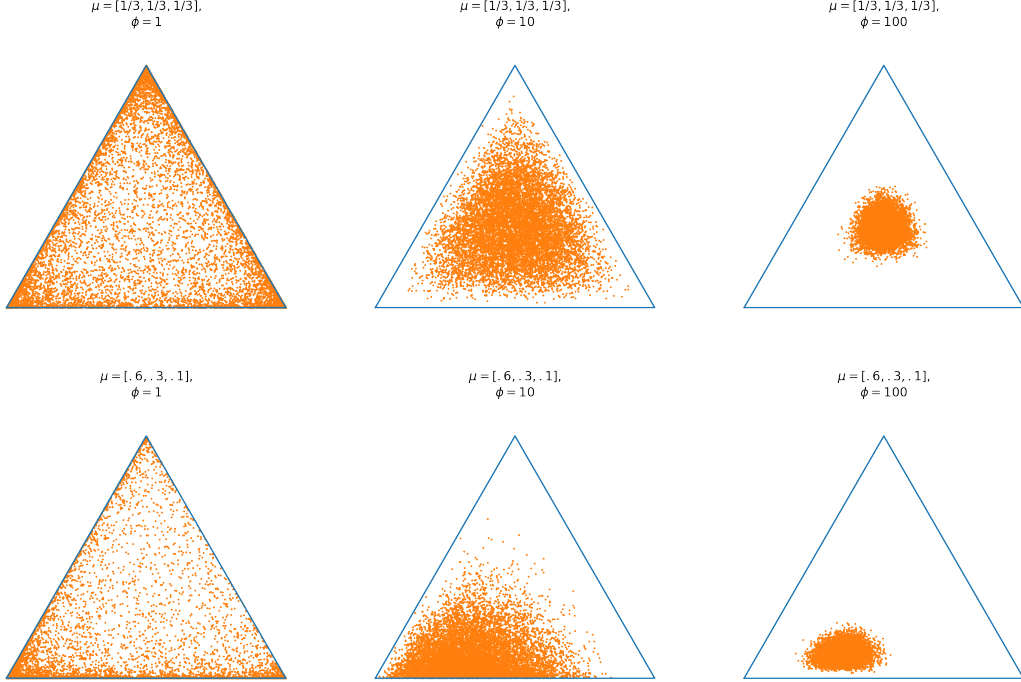 μ = [1/3, 1/3, 1/3],
ϕ = 1
μ = [1/3, 1/3, 1/3],
ϕ = 10
μ = [1/3, 1/3, 1/3],
ϕ = 100
μ = [. 6, . 3, . 1],
ϕ = 1
μ = [. 6, . 3, . 1],
ϕ = 10
μ = [. 6, . 3, . 1],
ϕ = 100